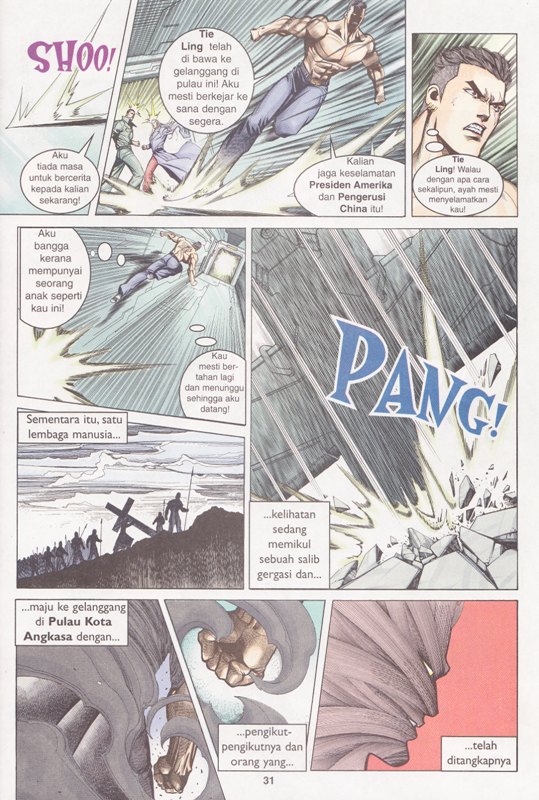 SHOO!
Aku
tiada masa
untuk bercerita
kepada kalian
sekarang!
Tie
Ling telah
di bawa ke
gelanggang di
pulau ini! Aku
mesti berkejar ke
sana dengan
segera.
Kalian
jaga keselamatan
Presiden Amerika
dan Pengerusi
China itu!
Tie
Ling! Walau
dengan apa cara
sekalipun, ayah mesti
menyelamatkan
kau!
Aku
bangga
kerana
mempunyai
seorang
anak seperti
kau ini!
Kau
mesti ber-
tahan lagi
dan menunggu
sehingga aku
datang!
PANG!
Sementara itu, satu
lembaga manusia...
...kelihatan
sedang
memikul
sebuah salib
gergasi dan...
...maju ke gelanggang
di Pulau Kota
Angkasa dengan...
...pengikut-
pengikutnya dan
orang yang...
...telah
ditangkapnya
31